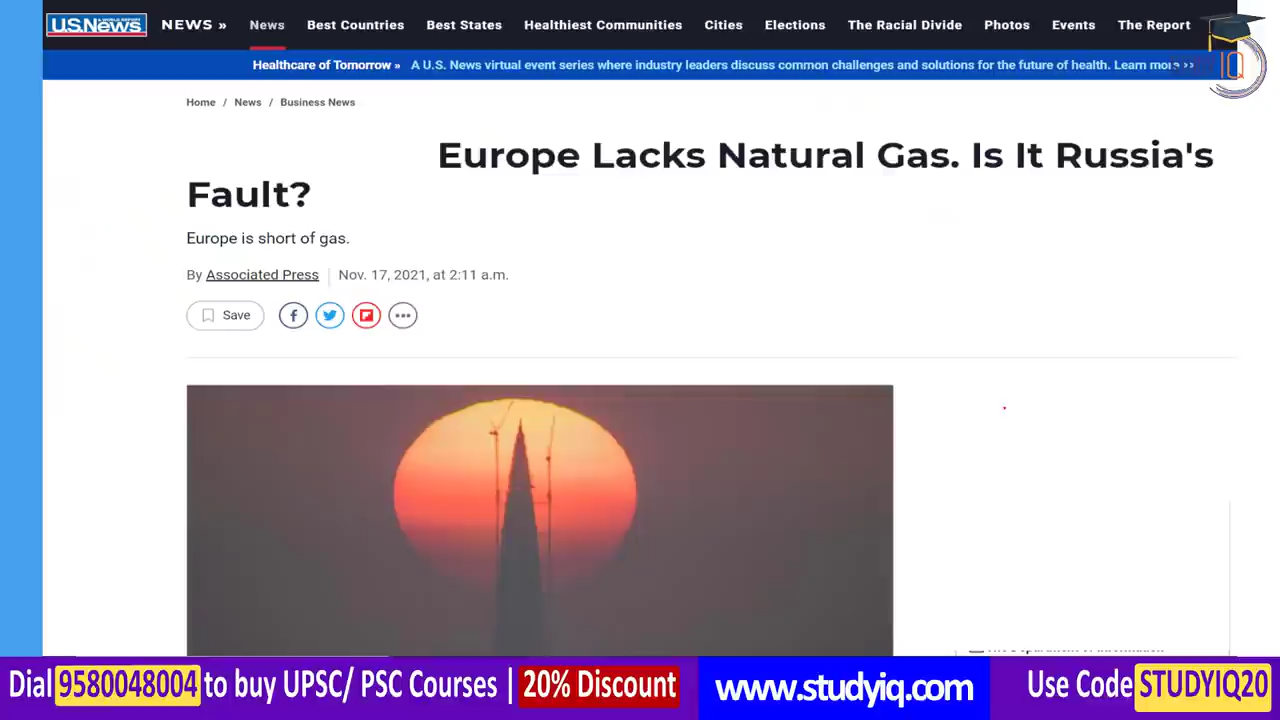 U.S.News NEWS » News Best Countries Best States Healthiest Communities Cities Elections The Racial Divide Photos Events The Report
Healthcare of Tomorrow » A U.S. News virtual event series where industry leaders discuss common challenges and solutions for the future of health. Learn more >>
IQ
Home / News / Business News
Europe Lacks Natural Gas. Is It Russia's
Fault?
Europe is short of gas.
By Associated Press | Nov. 17, 2021, at 2:11 a.m.
Save
Dial 9580048004 to buy UPSC/ PSC Courses | 20% Discount www.studyiq.com Use Code STUDYIQ20